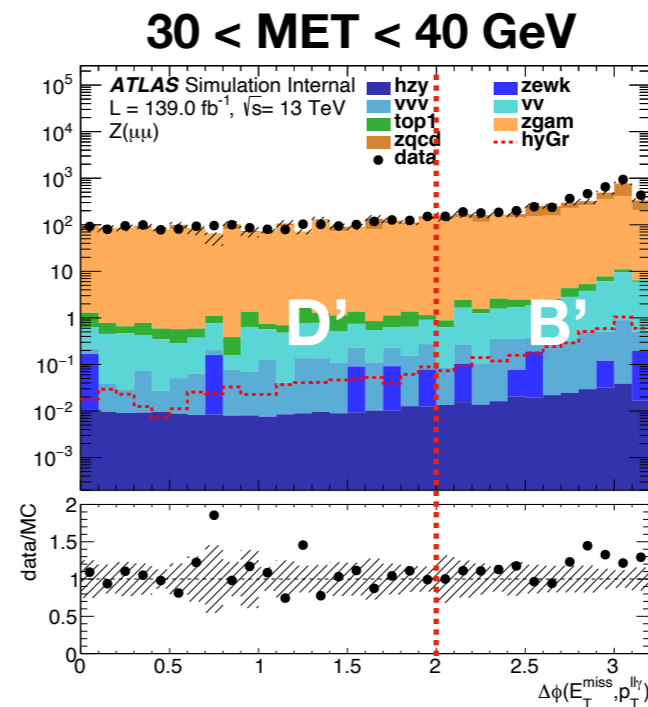 30 < MET < 40 GeV
10⁵
10⁴
10³
10²
10
1
10⁻¹
10⁻²
10⁻³
ATLAS Simulation Internal
L = 139.0 fb⁻¹, √s= 13 TeV
Z(μμ)
hzy zewk
vvv vv
top1 zgam
zqcd hyGr
data
D’ B’
data/MC
2
1.5
1
0.5
0
0 0.5 1 1.5 2 2.5 3
Δϕ(E_T^miss,p_T^llγ)